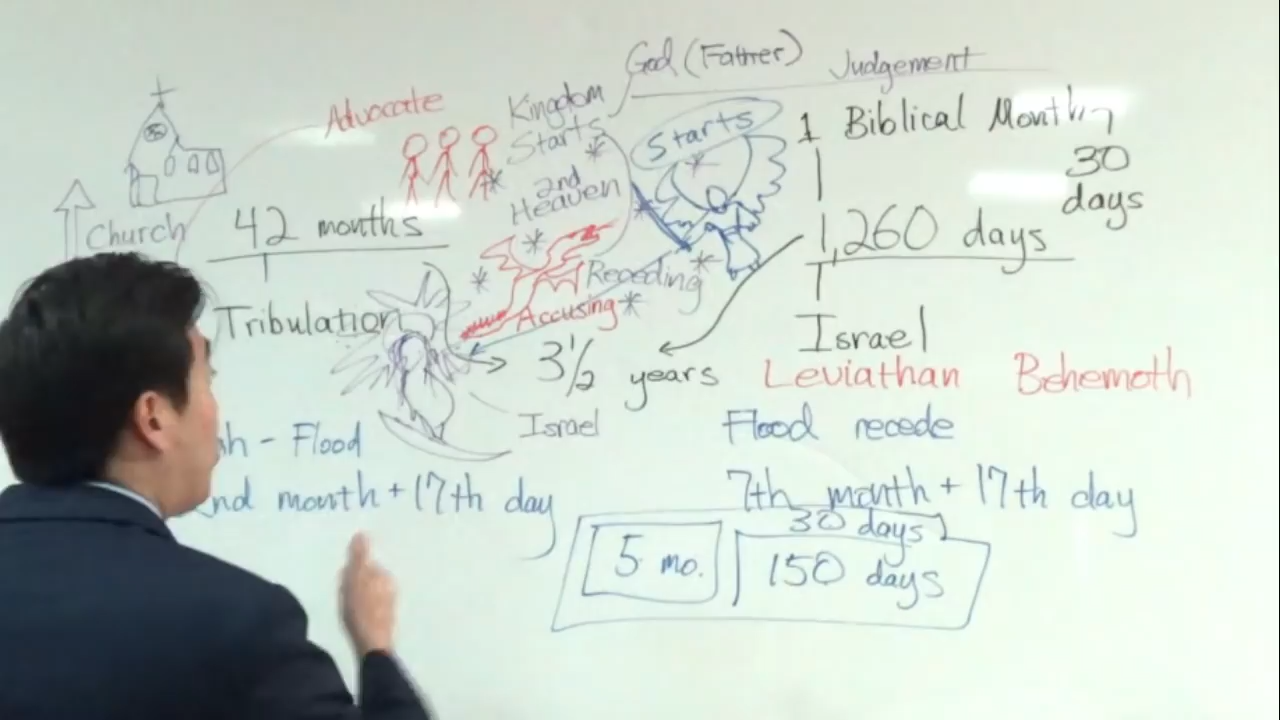 God (Father) Judgement
Advocate
Kingdom
Starts
2nd
Heaven
Starts
1 Biblical Month
30
days
Church
42 months
1,260 days
Receding
Accusing
Tribulation
Israel
3 1/2 years
Leviathan Behemoth
Israel
h - Flood
Flood recede
nd month + 17th day
7th month + 17th day
30 days
5 mo.
150 days